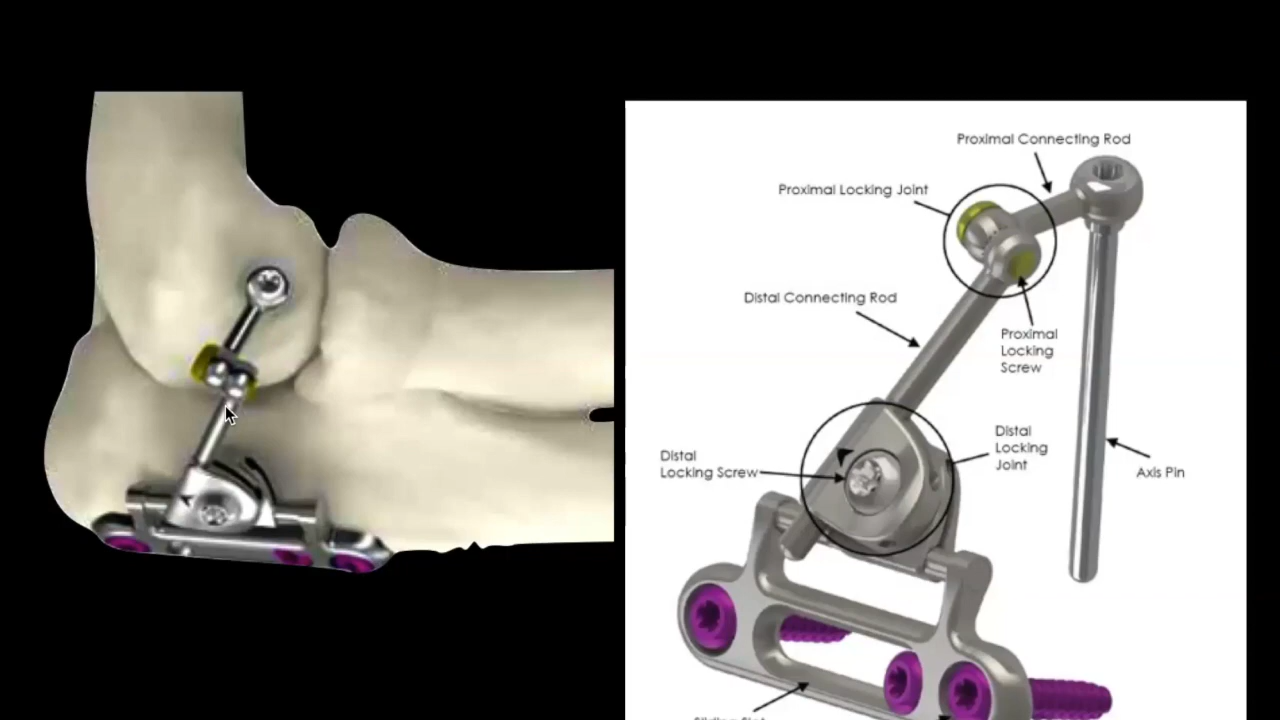 Proximal Connecting Rod
Proximal Locking Joint
Distal Connecting Rod
Proximal
Locking
Screw
Distal
Locking
Joint
Distal
Locking Screw
Axis Pin